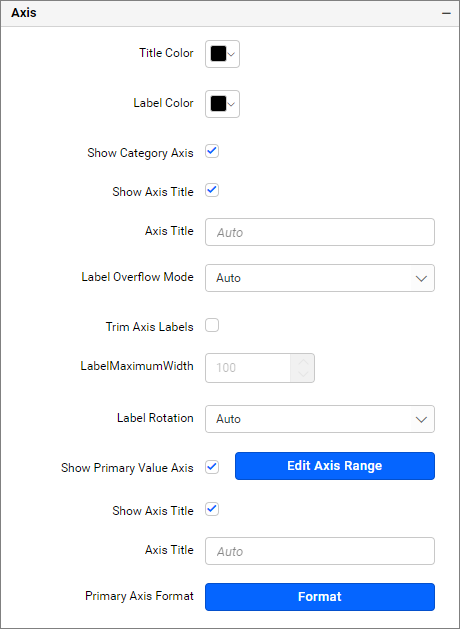 Axis
Title Color
Label Color
Show Category Axis
Show Axis Title
Axis Title Auto
Label Overflow Mode Auto
Trim Axis Labels
LabelMaximumWidth 100
Label Rotation Auto
Show Primary Value Axis Edit Axis Range
Show Axis Title
Axis Title Auto
Primary Axis Format Format